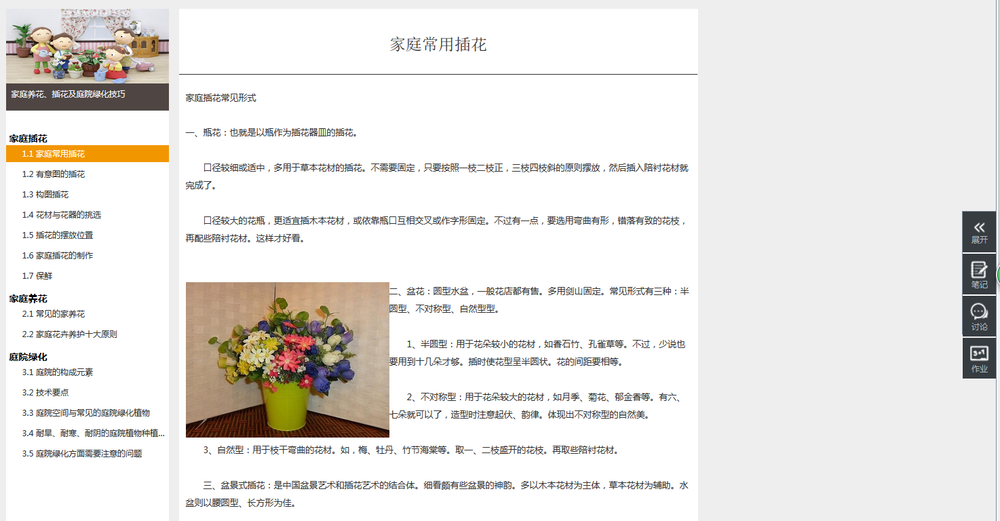 家庭养花、插花及庭院绿化技巧
家庭插花
1.1 家庭常用插花
1.2 有意图的插花
1.3 构图插花
1.4 花材与花器的挑选
1.5 插花的摆放位置
1.6 家庭插花的制作
1.7 保鲜
家庭养花
2.1 常见的家养花
2.2 家庭花卉养护十大原则
庭院绿化
3.1 庭院的构成元素
3.2 技术要点
3.3 庭院空间与常见的庭院绿化植物
3.4 耐旱、耐寒、耐阴的庭院植物种植...
3.5 庭院绿化方面需要注意的问题
家庭常用插花
家庭插花常见形式
一、瓶花：也就是以瓶作为插花器皿的插花。
口径较细或适中，多用于草本花材的插花。不需要固定，只要按照一枝二枝正，三枝四枝斜的原则摆放，然后插入陪衬花材就
完成了。
口径较大的花瓶，更适宜插木本花材，或依靠瓶口互相交叉或作字形固定。不过有一点，要选用弯曲有形，错落有致的花枝，
再配些陪衬花材。这样才好看。
二、盆花：圆型水盆，一般花店都有售。多用剑山固定。常见形式有三种：半
圆型、不对称型、自然型型。
1、半圆型：用于花朵较小的花材，如香石竹、孔雀草等。不过，少说也
要用到十几朵才够。插时使花型呈半圆状。花的间距要相等。
2、不对称型：用于花朵较大的花材，如月季、菊花、郁金香等。有六、
七朵就可以了，造型时注意起伏、韵律。体现出不对称型的自然美。
3、自然型：用于枝干弯曲的花材。如，梅、牡丹、竹节海棠等。取一、二枝盛开的花枝。再取些陪衬花材。
三、盆景式插花：是中国盆景艺术和插花艺术的结合体。细看颇有些盆景的神韵。多以木本花材为主体，草本花材为辅助。水
盆则以腰圆型、长方形为佳。
展开
笔记
讨论
3+1
作业